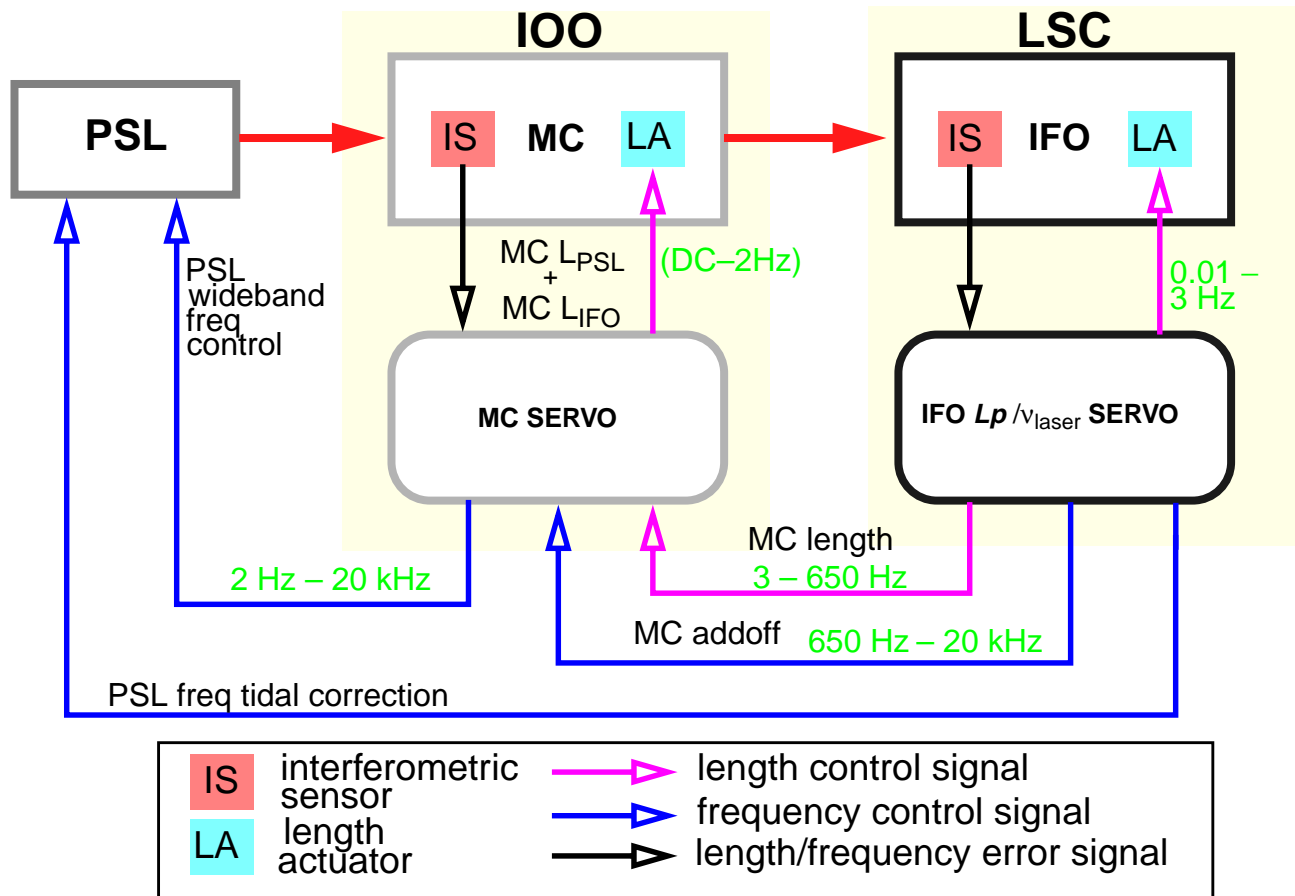 IOO
LSC
PSL
IS
MC
LA
IS
IFO
LA
MC LPSL
+
MC LIFO
(DC–2Hz)
0.01 –
3 Hz
PSL
wideband
freq
control
MC SERVO
IFO Lp /νlaser SERVO
2 Hz – 20 kHz
MC length
3 – 650 Hz
MC addoff
650 Hz – 20 kHz
PSL freq tidal correction
IS
interferometric
sensor
LA
length
actuator
length control signal
frequency control signal
length/frequency error signal